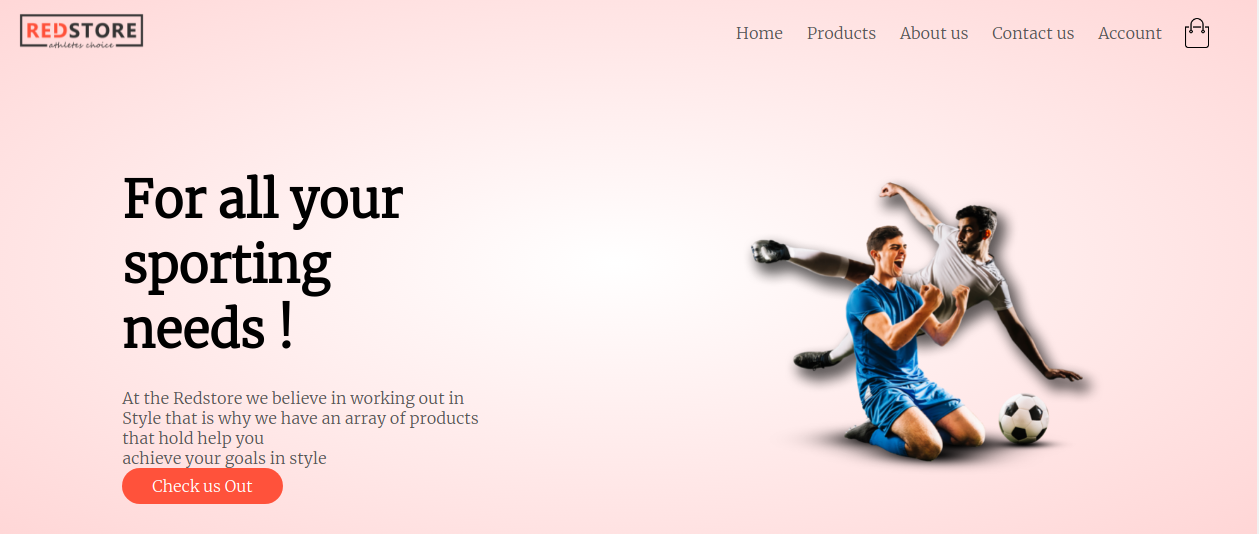 REDSTORE
athletes choice
Home Products About us Contact us Account
For all your
sporting
needs !
At the Redstore we believe in working out in
Style that is why we have an array of products
that hold help you
achieve your goals in style
Check us Out